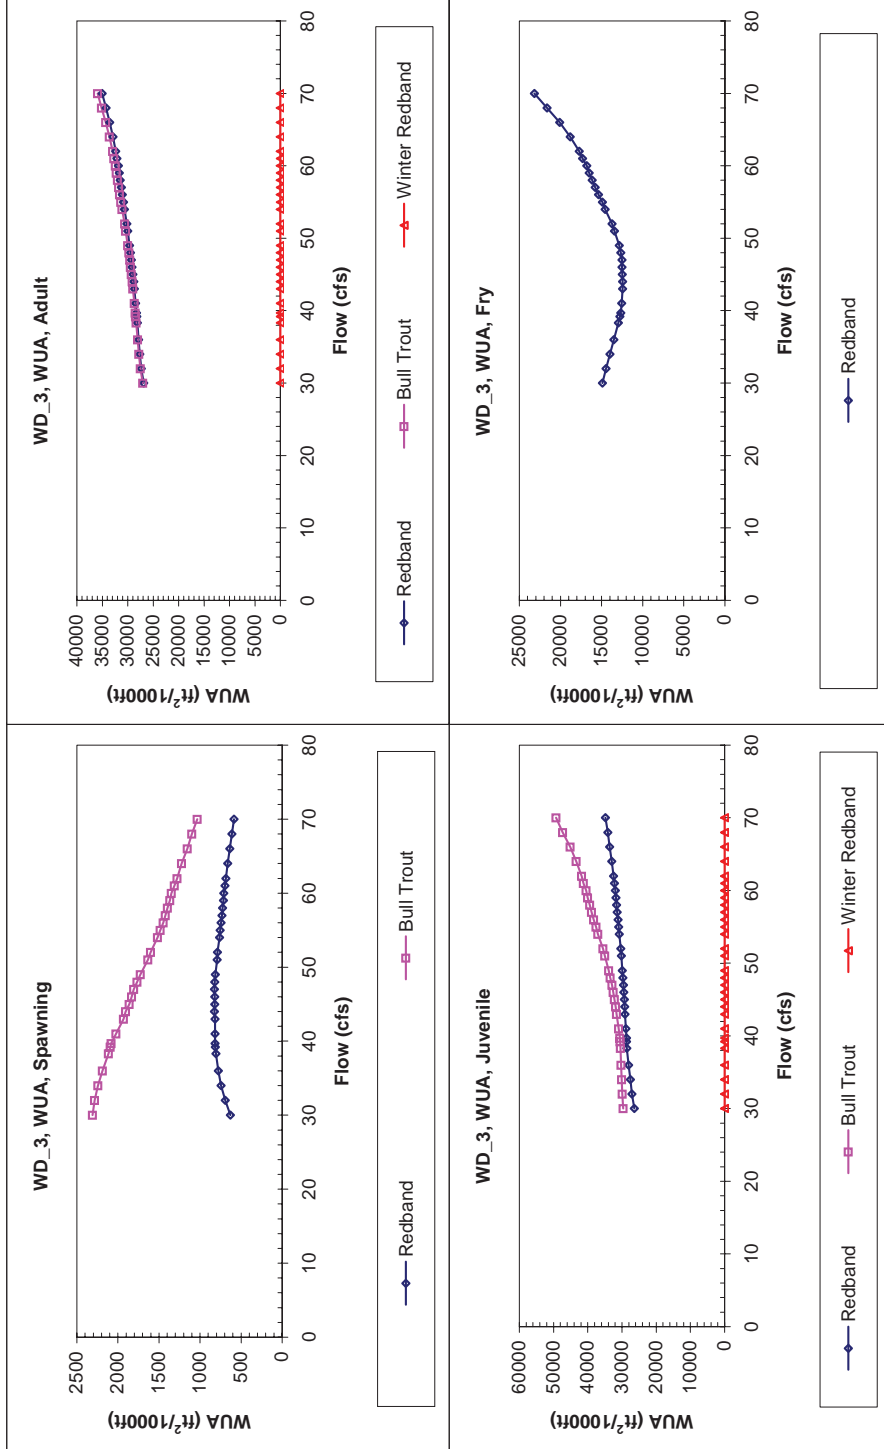 WD_3, WUA, Spawning
WUA (ft²/1000ft)
2500
2000
1500
1000
500
0
0 10 20 30 40 50 60 70 80
Flow (cfs)
Redband Bull Trout
WD_3, WUA, Adult
WUA (ft²/1000ft)
40000
35000
30000
25000
20000
15000
10000
5000
0
0 10 20 30 40 50 60 70 80
Flow (cfs)
Redband Bull Trout Winter Redband
WD_3, WUA, Juvenile
WUA (ft²/1000ft)
60000
50000
40000
30000
20000
10000
0
0 10 20 30 40 50 60 70 80
Flow (cfs)
Redband Bull Trout Winter Redband
WD_3, WUA, Fry
WUA (ft²/1000ft)
25000
20000
15000
10000
5000
0
0 10 20 30 40 50 60 70 80
Flow (cfs)
Redband